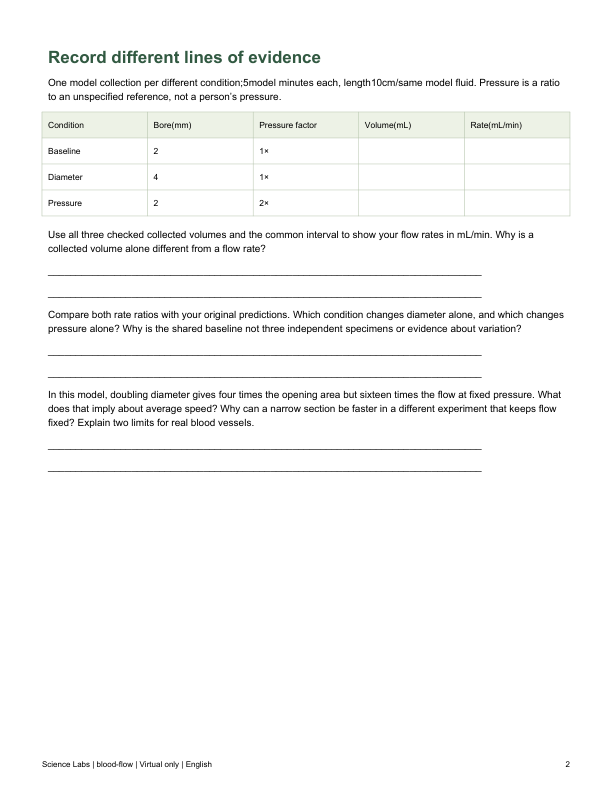 Record different lines of evidence
One model collection per different condition;5model minutes each, length10cm/same model fluid. Pressure is a ratio
to an unspecified reference, not a person's pressure.
Condition Bore(mm) Pressure factor Volume(mL) Rate(mL/min)
Baseline 2 1×
Diameter 4 1×
Pressure 2 2×
Use all three checked collected volumes and the common interval to show your flow rates in mL/min. Why is a
collected volume alone different from a flow rate?
Compare both rate ratios with your original predictions. Which condition changes diameter alone, and which changes
pressure alone? Why is the shared baseline not three independent specimens or evidence about variation?
In this model, doubling diameter gives four times the opening area but sixteen times the flow at fixed pressure. What
does that imply about average speed? Why can a narrow section be faster in a different experiment that keeps flow
fixed? Explain two limits for real blood vessels.
Science Labs | blood-flow | Virtual only | English 2